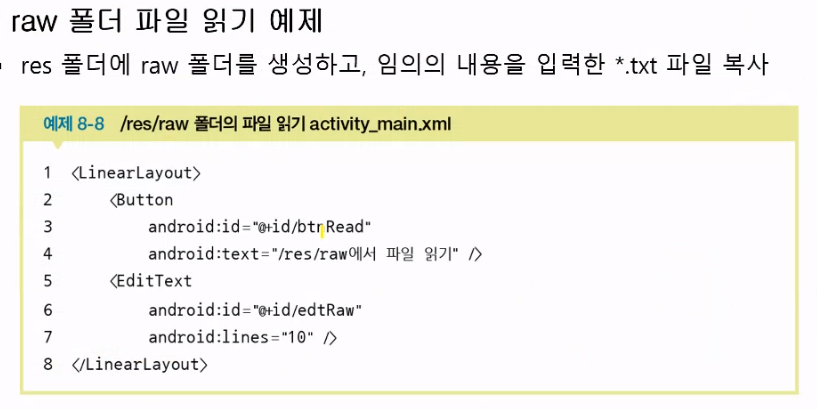 raw 폴더 파일 읽기 예제
res 폴더에 raw 폴더를 생성하고, 임의의 내용을 입력한 *.txt 파일 복사
예제 8-8 /res/raw 폴더의 파일 읽기 activity_main.xml
1 <LinearLayout>
2 <Button
3 android:id="@+id/btnRead"
4 android:text="/res/raw에서 파일 읽기" />
5 <EditText
6 android:id="@+id/edtRaw"
7 android:lines="10" />
8 </LinearLayout>